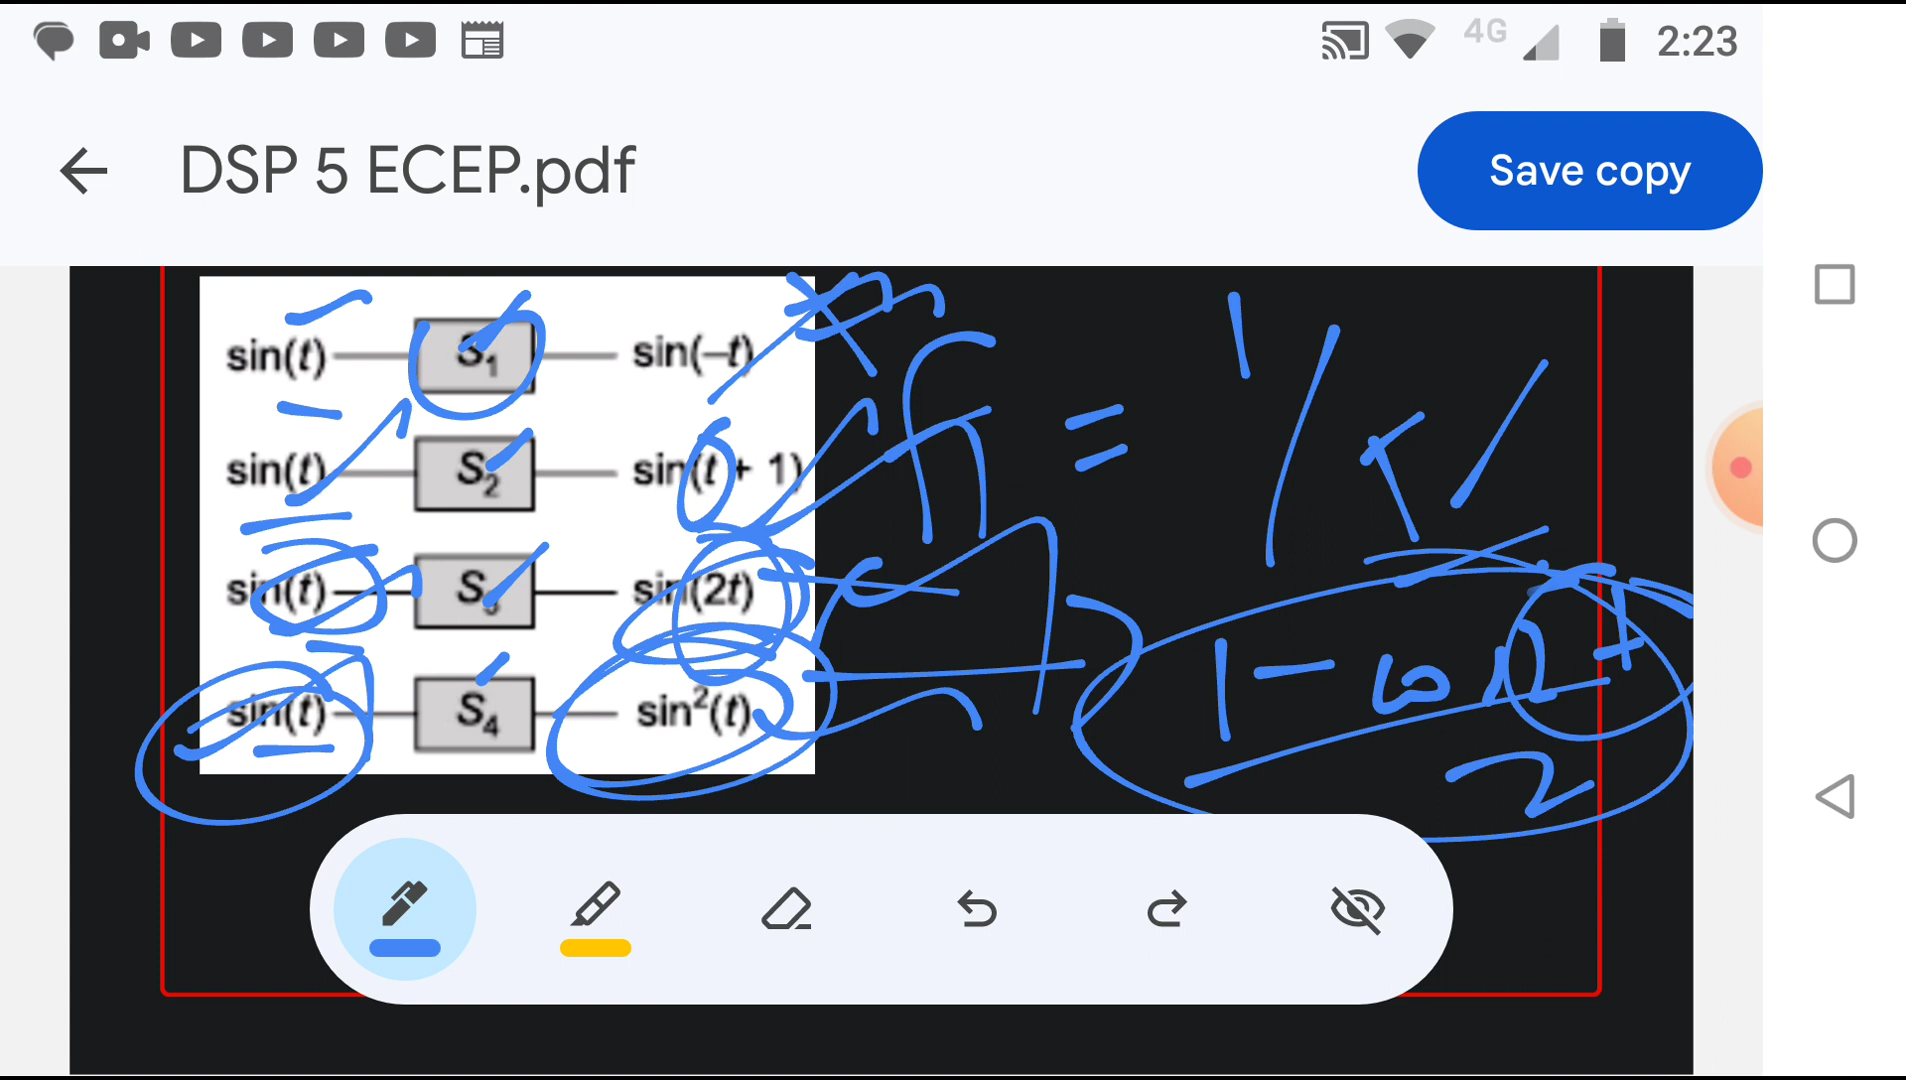 4G 2:23
DSP 5 ECEP.pdf
Save copy
sin(t) S1 sin(–t)
sin(t) S2 sin(t + 1)
sin(t) S3 sin(2t)
sin(t) S4 sin²(t)
1 - cos 2t
2